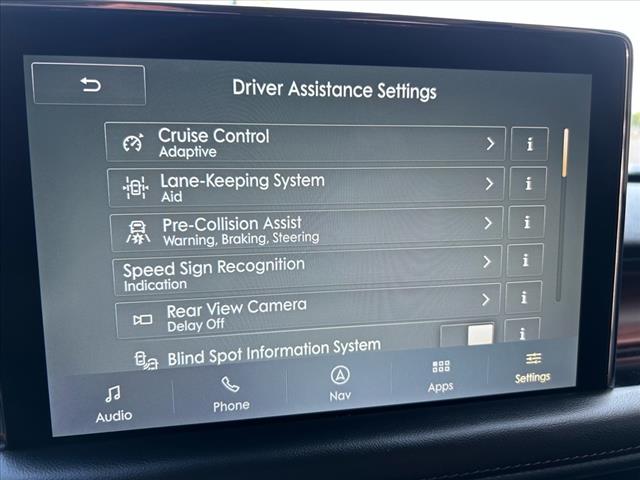 Driver Assistance Settings
Cruise Control
Adaptive
i
Lane-Keeping System
Aid
i
Pre-Collision Assist
Warning, Braking, Steering
i
Speed Sign Recognition
Indication
i
Rear View Camera
Delay Off
i
Blind Spot Information System
i
Audio
Phone
Nav
Apps
Settings